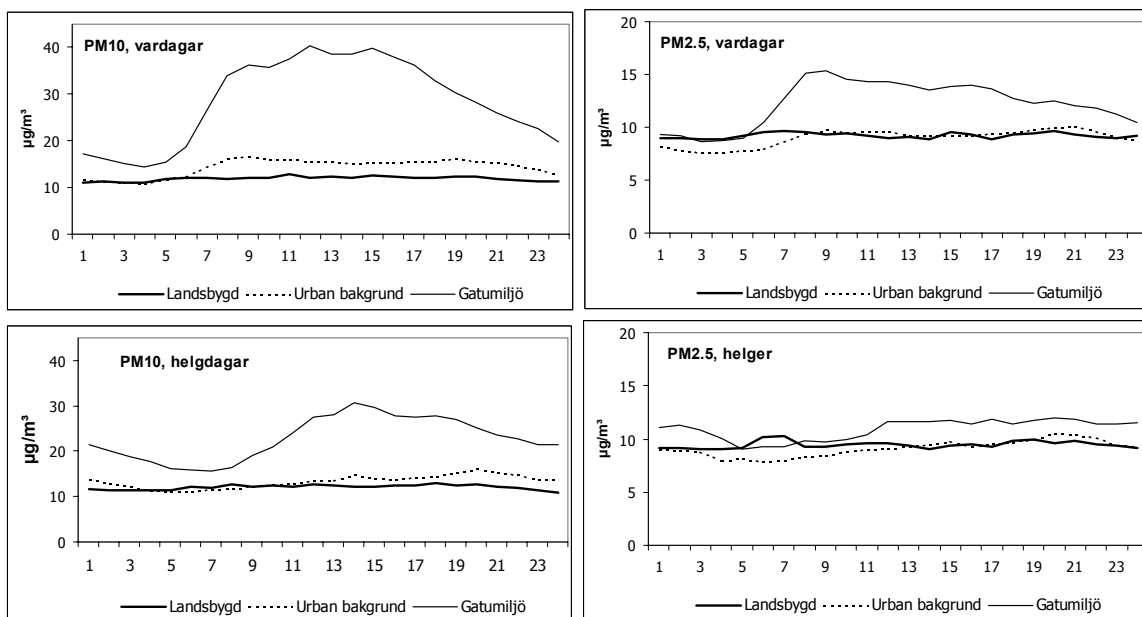 PM10, vardagar
µg/m³
40
30
20
10
0
1 3 5 7 9 11 13 15 17 19 21 23
Landsbygd Urban bakgrund Gatumiljö
PM2.5, vardagar
µg/m³
20
15
10
5
0
1 3 5 7 9 11 13 15 17 19 21 23
Landsbygd Urban bakgrund Gatumiljö
PM10, helgdagar
µg/m³
40
30
20
10
0
1 3 5 7 9 11 13 15 17 19 21 23
Landsbygd Urban bakgrund Gatumiljö
PM2.5, helger
µg/m³
20
15
10
5
0
1 3 5 7 9 11 13 15 17 19 21 23
Landsbygd Urban bakgrund Gatumiljö